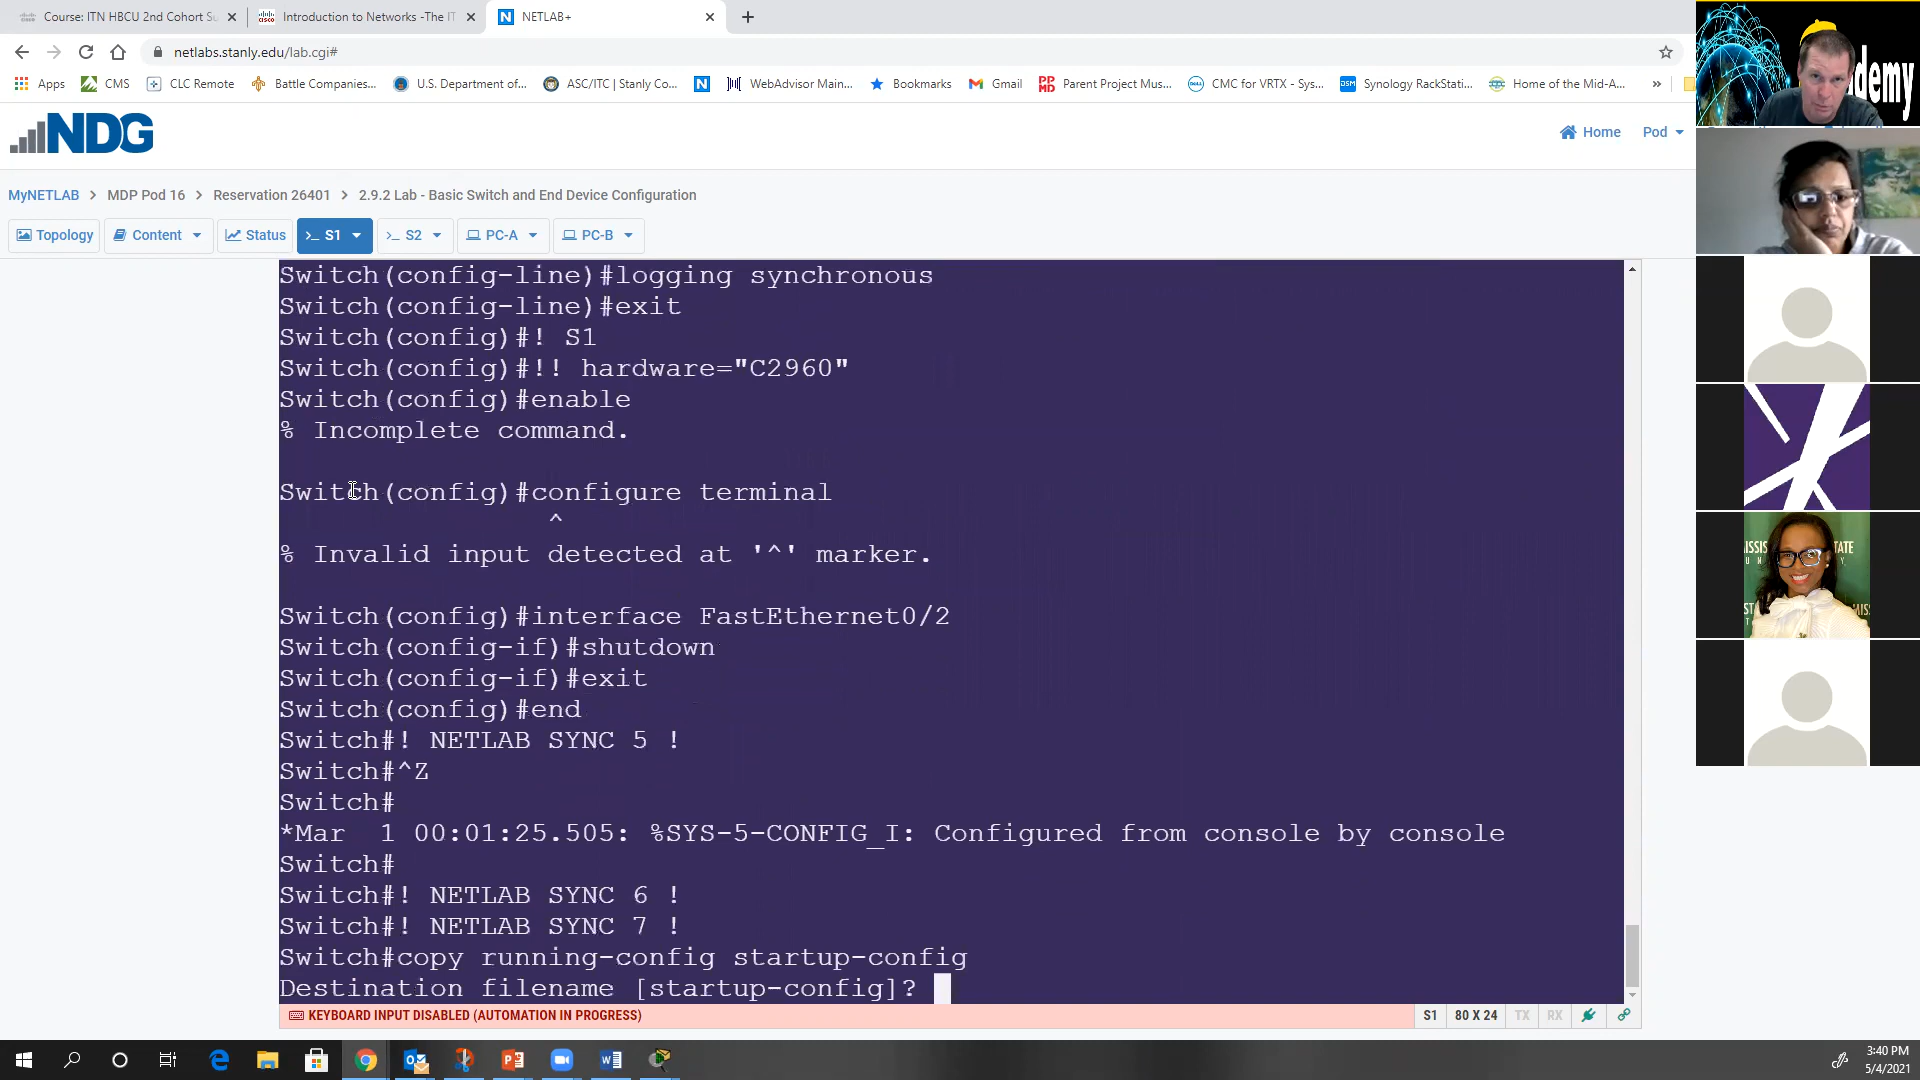 Course: ITN HBCU 2nd Cohort Su
Introduction to Networks -The IT
NETLAB+
netlabs.stanly.edu/lab.cgi#
Apps
CMS
CLC Remote
Battle Companies...
U.S. Department of...
ASC/ITC | Stanly Co...
WebAdvisor Main...
Bookmarks
Gmail
Parent Project Mus...
CMC for VRTX - Sys...
Synology RackStati...
Home of the Mid-A...
»
NDG
Home
Pod
MyNETLAB > MDP Pod 16 > Reservation 26401 > 2.9.2 Lab - Basic Switch and End Device Configuration
Topology
Content
Status
S1
S2
PC-A
PC-B
Switch(config-line)#logging synchronous
Switch(config-line)#exit
Switch(config)#! S1
Switch(config)#!! hardware="C2960"
Switch(config)#enable
% Incomplete command.
Switch(config)#configure terminal
^
% Invalid input detected at '^' marker.
Switch(config)#interface FastEthernet0/2
Switch(config-if)#shutdown
Switch(config-if)#exit
Switch(config)#end
Switch#! NETLAB SYNC 5 !
Switch#^Z
Switch#
*Mar  1 00:01:25.505: %SYS-5-CONFIG_I: Configured from console by console
Switch#
Switch#! NETLAB SYNC 6 !
Switch#! NETLAB SYNC 7 !
Switch#copy running-config startup-config
Destination filename [startup-config]?
KEYBOARD INPUT DISABLED (AUTOMATION IN PROGRESS)
S1
80 X 24
TX
RX
3:40 PM
5/4/2021